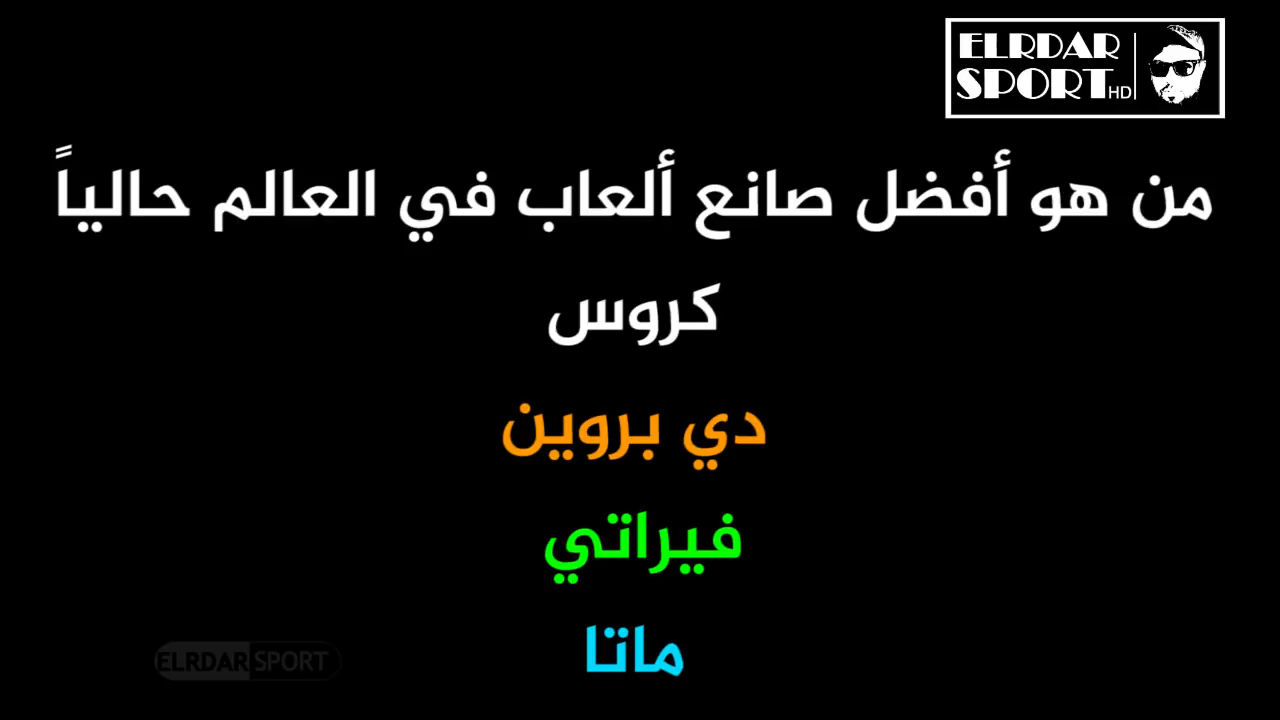 ELRDAR
SPORT HD
من هو أفضل صانع ألعاب في العالم حالياً
كروس
دي بروين
فيراتي
ماتا
ELRDAR SPORT